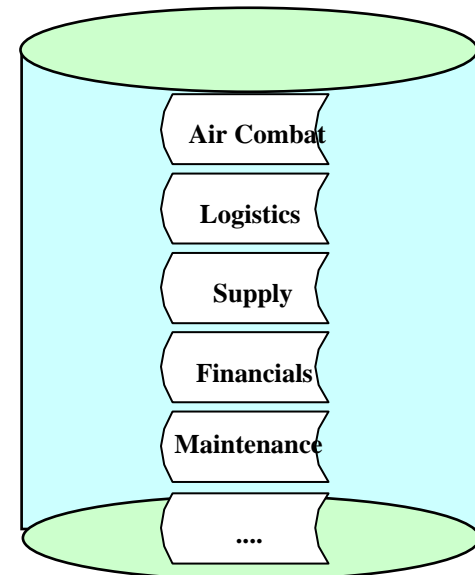 Air Combat
Logistics
Supply
Financials
Maintenance
....